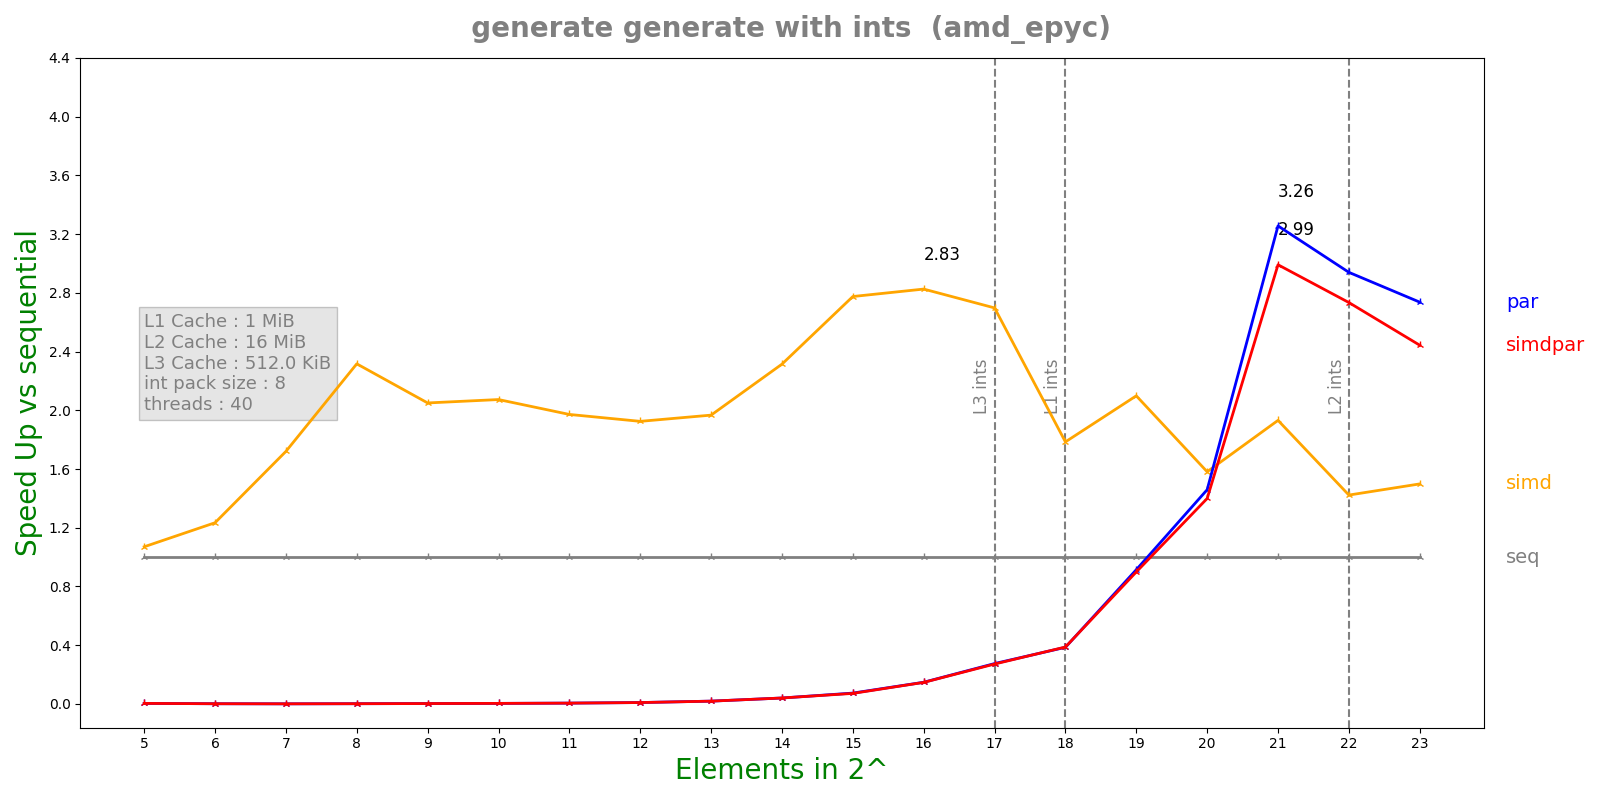 generate generate with ints  (amd_epyc)
Speed Up vs sequential
4.4
4.0
3.6
3.2
2.8
2.4
2.0
1.6
1.2
0.8
0.4
0.0
L1 Cache : 1 MiB
L2 Cache : 16 MiB
L3 Cache : 512.0 KiB
int pack size : 8
threads : 40
2.83
3.26
2.99
L3 ints
L1 ints
L2 ints
par
simdpar
simd
seq
5 6 7 8 9 10 11 12 13 14 15 16 17 18 19 20 21 22 23
Elements in 2^